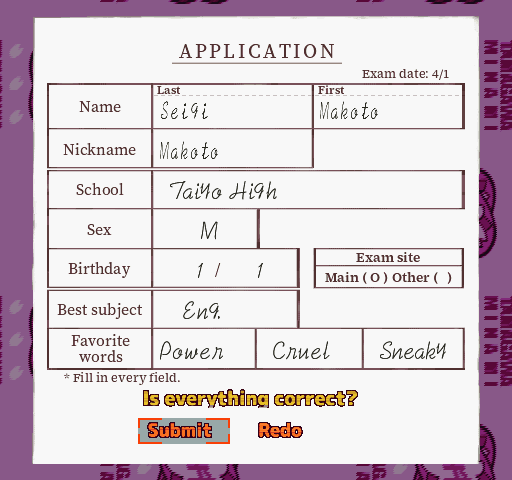 APPLICATION
Exam date: 4/1
Last First
Name Seigi Makoto
Nickname Makoto
School Taiyo High
Sex M
Birthday 1 / 1
Exam site
Main ( O ) Other ( )
Best subject Eng.
Favorite words Power Cruel Sneaky
* Fill in every field.
Is everything correct?
Submit Redo
MINAMI
MINAMI